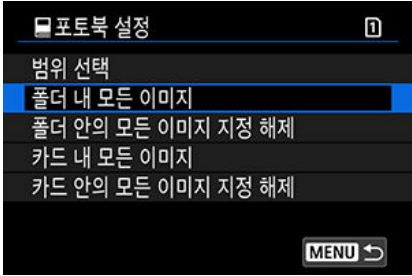 포토북 설정
1
범위 선택
폴더 내 모든 이미지
폴더 안의 모든 이미지 지정 해제
카드 내 모든 이미지
카드 안의 모든 이미지 지정 해제
MENU